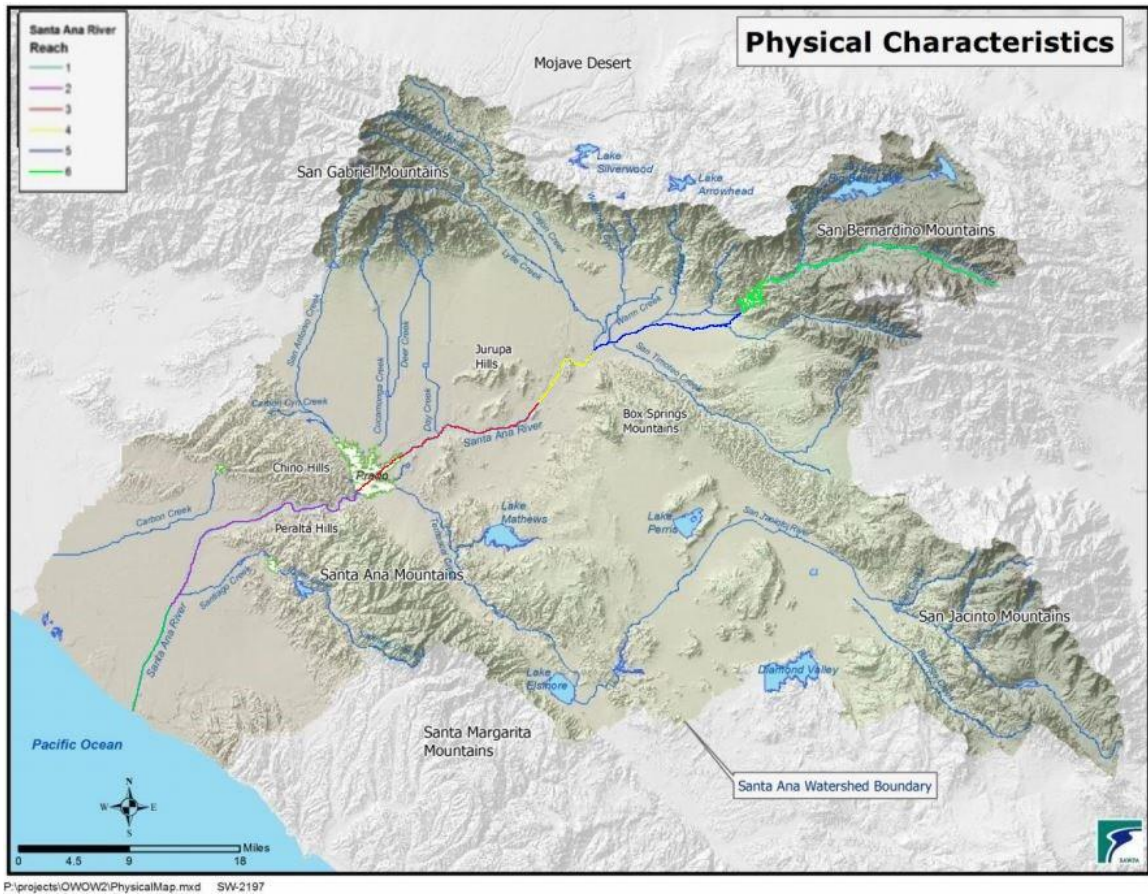 Santa Ana River
Reach
1
2
3
4
5
6
Physical Characteristics
Mojave Desert
Lake
Silverwood
Lake
Arrowhead
San Gabriel Mountains
San Bernardino Mountains
Cajon Creek
Lytle Creek
Warm Creek
San Antonio Creek
Cucamonga Creek
Deer Creek
Day Creek
Jurupa
Hills
San Timoteo Creek
Carbon Cyn Creek
Santa Ana River
Box Springs
Mountains
Chino Hills
Prado
Carbon Creek
Peralta Hills
Lake
Mathews
Lake
Perris
San Jacinto River
Santiago Creek
Santa Ana Mountains
Santa Ana River
San Jacinto Mountains
Lake
Elsinore
Diamond Valley
Pacific Ocean
Santa Margarita
Mountains
Santa Ana Watershed Boundary
N
W
E
S
Miles
0
4.5
9
18
SAWPA
P:\projects\OWOW2\PhysicalMap.mxd SW-2197